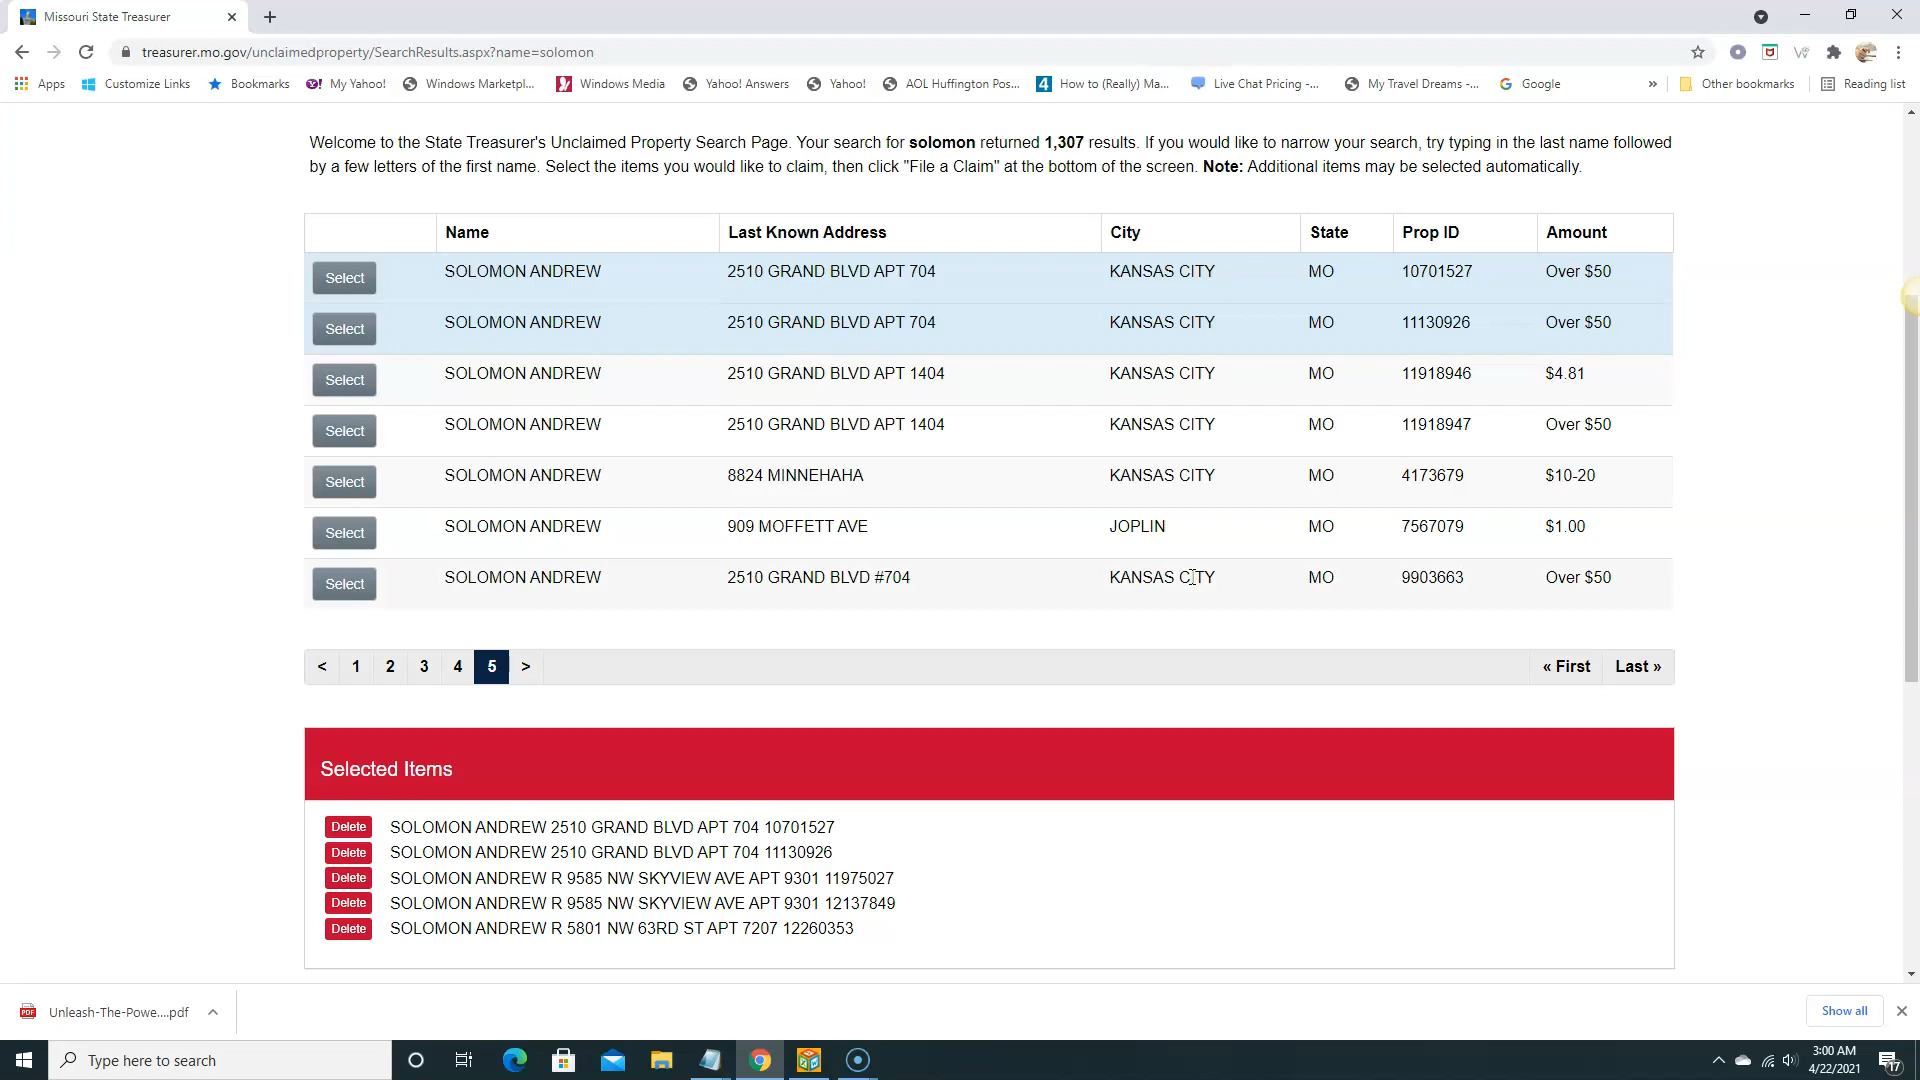 Missouri State Treasurer
treasurer.mo.gov/unclaimedproperty/SearchResults.aspx?name=solomon
Apps Customize Links Bookmarks My Yahoo! Windows Marketpl... Windows Media Yahoo! Answers Yahoo! AOL Huffington Pos... 4 How to (Really) Ma... Live Chat Pricing -... My Travel Dreams -... Google » Other bookmarks Reading list
Welcome to the State Treasurer's Unclaimed Property Search Page. Your search for solomon returned 1,307 results. If you would like to narrow your search, try typing in the last name followed
by a few letters of the first name. Select the items you would like to claim, then click "File a Claim" at the bottom of the screen. Note: Additional items may be selected automatically.
Name Last Known Address City State Prop ID Amount
Select SOLOMON ANDREW 2510 GRAND BLVD APT 704 KANSAS CITY MO 10701527 Over $50
Select SOLOMON ANDREW 2510 GRAND BLVD APT 704 KANSAS CITY MO 11130926 Over $50
Select SOLOMON ANDREW 2510 GRAND BLVD APT 1404 KANSAS CITY MO 11918946 $4.81
Select SOLOMON ANDREW 2510 GRAND BLVD APT 1404 KANSAS CITY MO 11918947 Over $50
Select SOLOMON ANDREW 8824 MINNEHAHA KANSAS CITY MO 4173679 $10-20
Select SOLOMON ANDREW 909 MOFFETT AVE JOPLIN MO 7567079 $1.00
Select SOLOMON ANDREW 2510 GRAND BLVD #704 KANSAS CITY MO 9903663 Over $50
< 1 2 3 4 5 > « First Last »
Selected Items
Delete SOLOMON ANDREW 2510 GRAND BLVD APT 704 10701527
Delete SOLOMON ANDREW 2510 GRAND BLVD APT 704 11130926
Delete SOLOMON ANDREW R 9585 NW SKYVIEW AVE APT 9301 11975027
Delete SOLOMON ANDREW R 9585 NW SKYVIEW AVE APT 9301 12137849
Delete SOLOMON ANDREW R 5801 NW 63RD ST APT 7207 12260353
PDF Unleash-The-Powe....pdf Show all
Type here to search
3:00 AM
4/22/2021
17